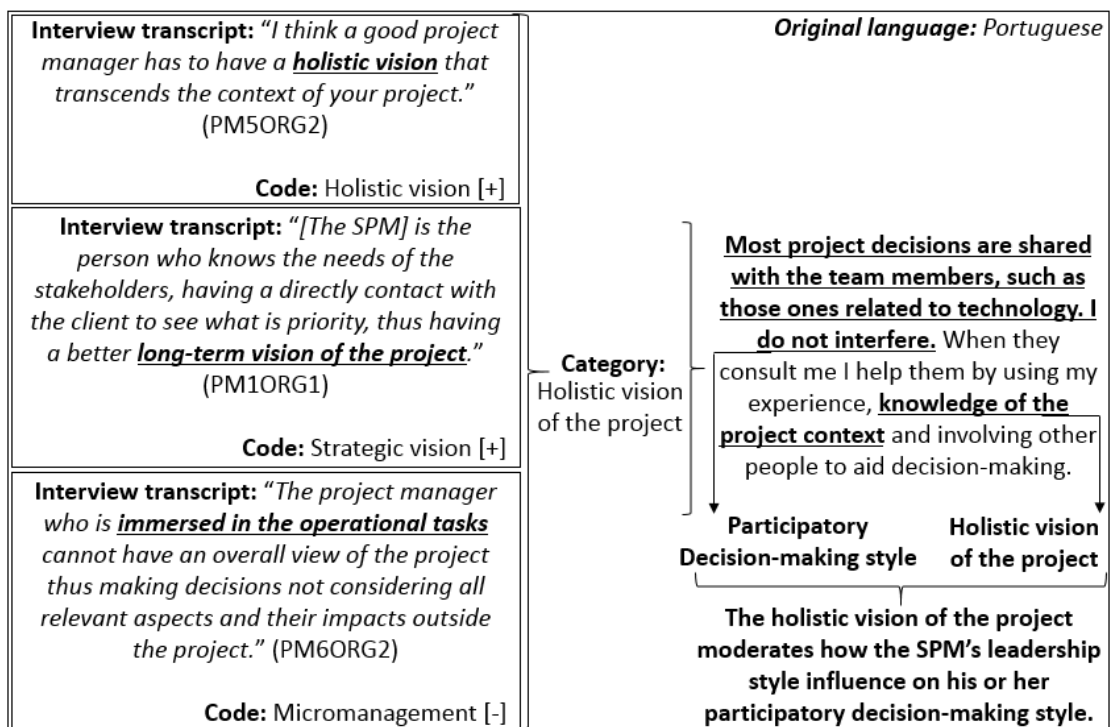 Interview transcript: “I think a good project
manager has to have a holistic vision that
transcends the context of your project.”
(PM5ORG2)
Code: Holistic vision [+]
Interview transcript: “[The SPM] is the
person who knows the needs of the
stakeholders, having a directly contact with
the client to see what is priority, thus having
a better long-term vision of the project.”
(PM1ORG1)
Code: Strategic vision [+]
Interview transcript: “The project manager
who is immersed in the operational tasks
cannot have an overall view of the project
thus making decisions not considering all
relevant aspects and their impacts outside
the project.” (PM6ORG2)
Code: Micromanagement [-]
Category:
Holistic vision
of the project
Original language: Portuguese
Most project decisions are shared
with the team members, such as
those ones related to technology. I
do not interfere. When they
consult me I help them by using my
experience, knowledge of the
project context and involving other
people to aid decision-making.
Participatory
Decision-making style
Holistic vision
of the project
The holistic vision of the project
moderates how the SPM’s leadership
style influence on his or her
participatory decision-making style.